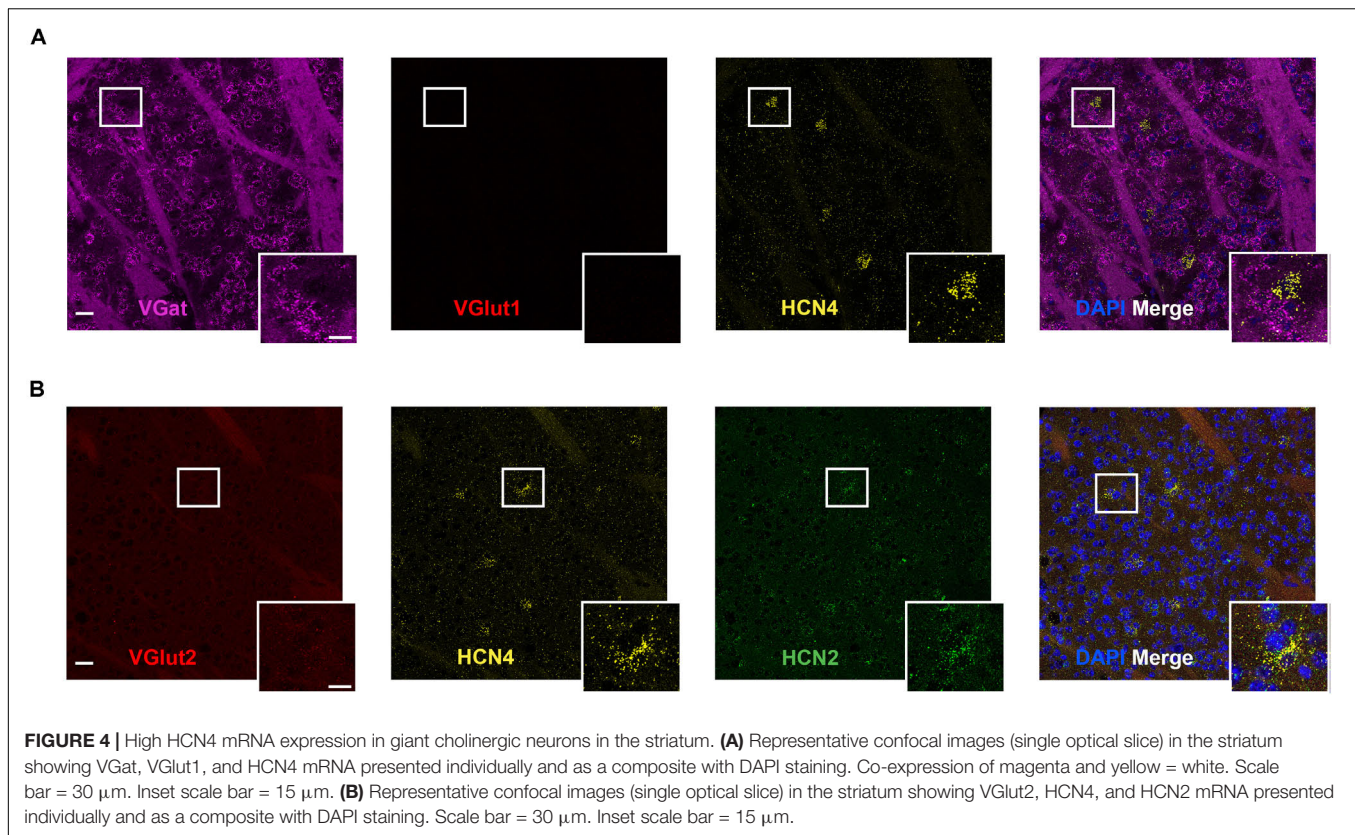 A
VGat
VGlut1
HCN4
DAPI Merge
B
VGlut2
HCN4
HCN2
DAPI Merge
FIGURE 4 | High HCN4 mRNA expression in giant cholinergic neurons in the striatum. (A) Representative confocal images (single optical slice) in the striatum
showing VGat, VGlut1, and HCN4 mRNA presented individually and as a composite with DAPI staining. Co-expression of magenta and yellow = white. Scale
bar = 30 μm. Inset scale bar = 15 μm. (B) Representative confocal images (single optical slice) in the striatum showing VGlut2, HCN4, and HCN2 mRNA presented
individually and as a composite with DAPI staining. Scale bar = 30 μm. Inset scale bar = 15 μm.